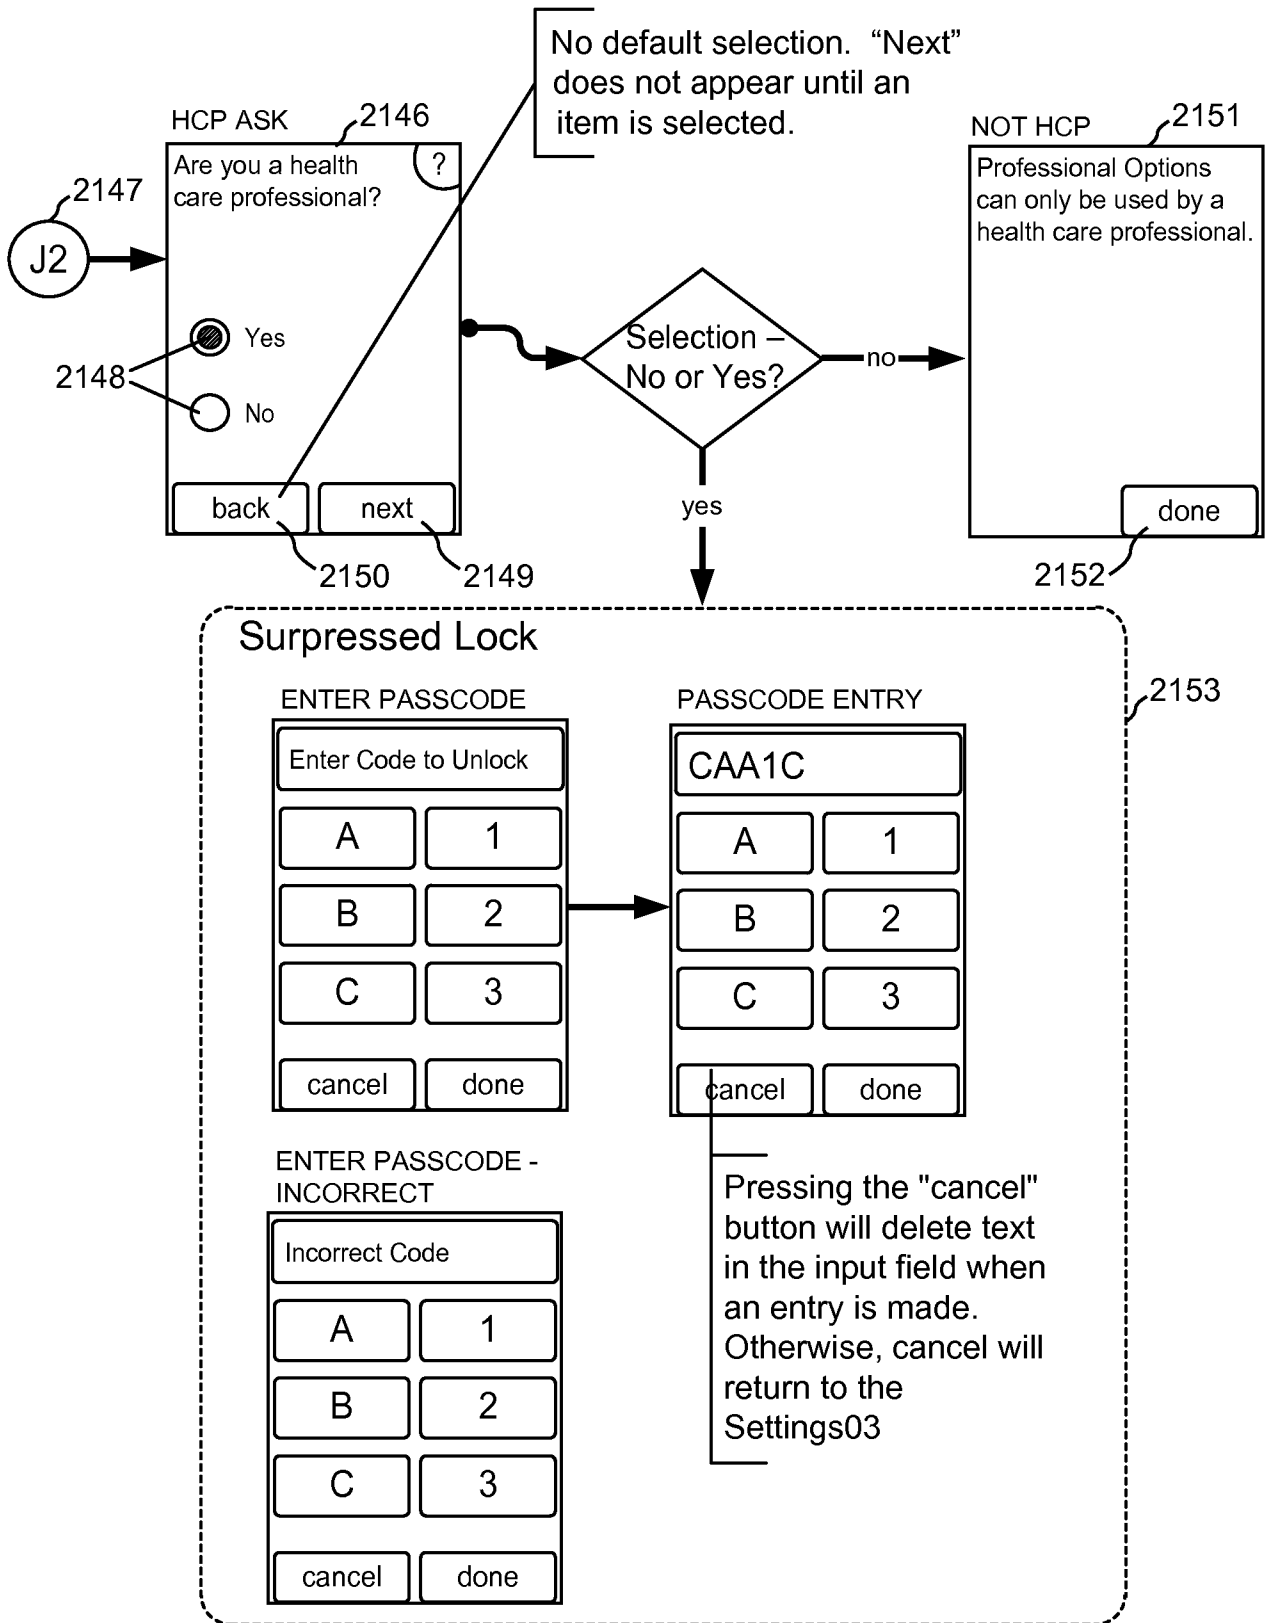 No default selection. “Next”
does not appear until an
item is selected.
HCP ASK
2146
Are you a health
care professional?
?
2147
J2
Yes
2148
No
back
next
2150
2149
Selection –
No or Yes?
no
yes
NOT HCP
2151
Professional Options
can only be used by a
health care professional.
done
2152
Surpressed Lock
2153
ENTER PASSCODE
Enter Code to Unlock
A
1
B
2
C
3
cancel
done
PASSCODE ENTRY
CAA1C
A
1
B
2
C
3
cancel
done
Pressing the "cancel"
button will delete text
in the input field when
an entry is made.
Otherwise, cancel will
return to the
Settings03
ENTER PASSCODE -
INCORRECT
Incorrect Code
A
1
B
2
C
3
cancel
done